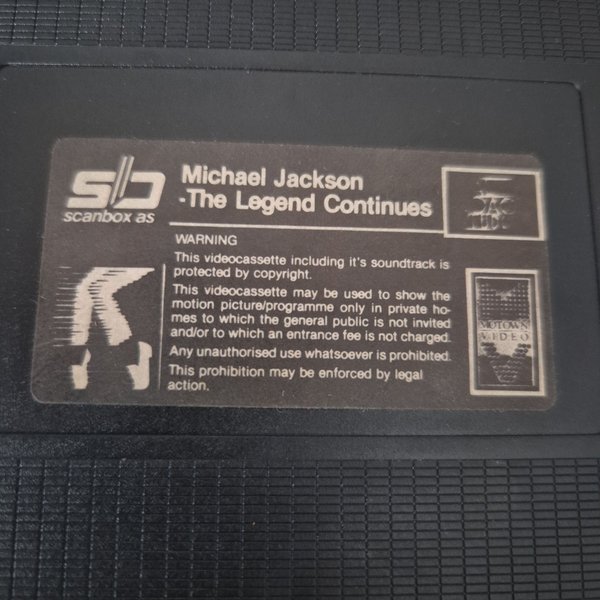 sb
scanbox as
Michael Jackson
-The Legend Continues
WARNING
This videocassette including it's soundtrack is
protected by copyright.
This videocassette may be used to show the
motion picture/programme only in private ho-
mes to which the general public is not invited
and/or to which an entrance fee is not charged.
Any unauthorised use whatsoever is prohibited.
This prohibition may be enforced by legal
action.
MOTOWN
VIDEO